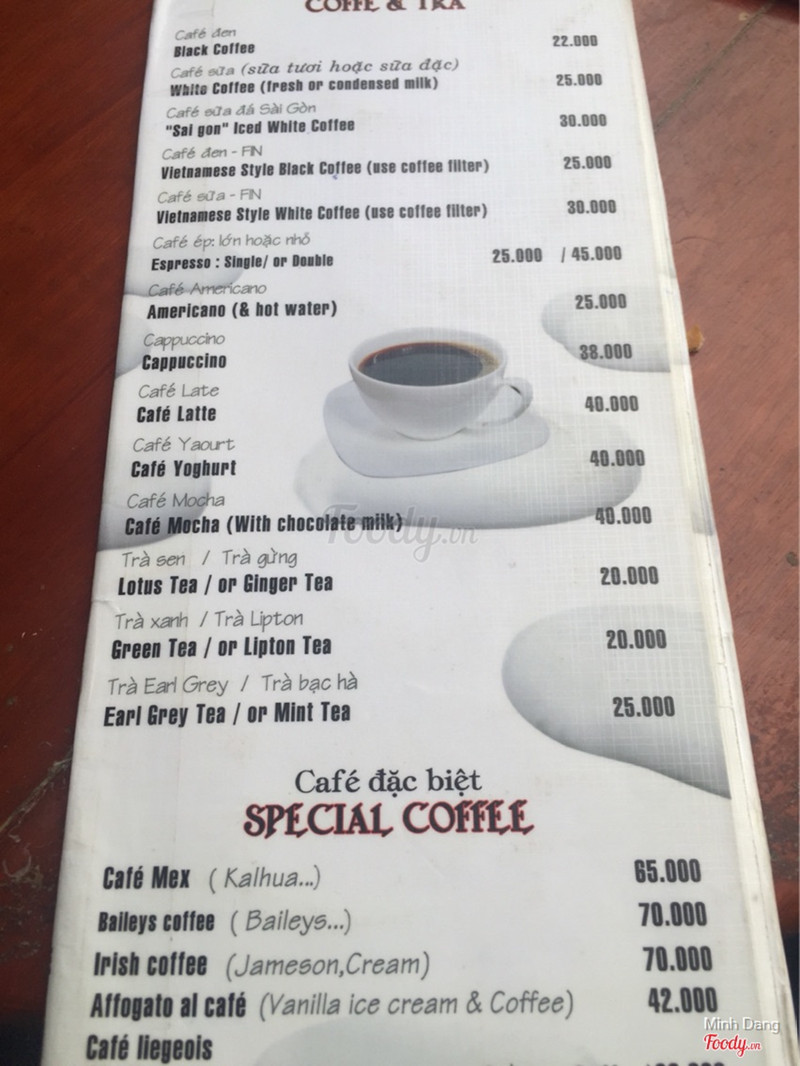 COFFE & TRÀ
Café đen
Black Coffee 22.000
Café sữa (sữa tươi hoặc sữa đặc)
White Coffee (fresh or condensed milk) 25.000
Café sữa đá Sài Gòn
"Sai gon" Iced White Coffee 30.000
Café đen - FIN
Vietnamese Style Black Coffee (use coffee filter) 25.000
Café sữa - FIN
Vietnamese Style White Coffee (use coffee filter) 30.000
Café ép: lớn hoặc nhỏ
Espresso : Single/ or Double 25.000 / 45.000
Café Americano
Americano (& hot water) 25.000
Cappuccino
Cappuccino 38.000
Café Late
Café Latte 40.000
Café Yaourt
Café Yoghurt 40.000
Café Mocha
Café Mocha (With chocolate milk) 40.000
Trà sen / Trà gừng
Lotus Tea / or Ginger Tea 20.000
Trà xanh / Trà Lipton
Green Tea / or Lipton Tea 20.000
Trà Earl Grey / Trà bạc hà
Earl Grey Tea / or Mint Tea 25.000
Café đặc biệt
SPECIAL COFFEE
Café Mex ( Kalhua...) 65.000
Baileys coffee ( Baileys...) 70.000
Irish coffee (Jameson,Cream) 70.000
Affogato al café (Vanilla ice cream & Coffee) 42.000
Café liegeois
Foody.vn
Minh Dang
Foody.vn